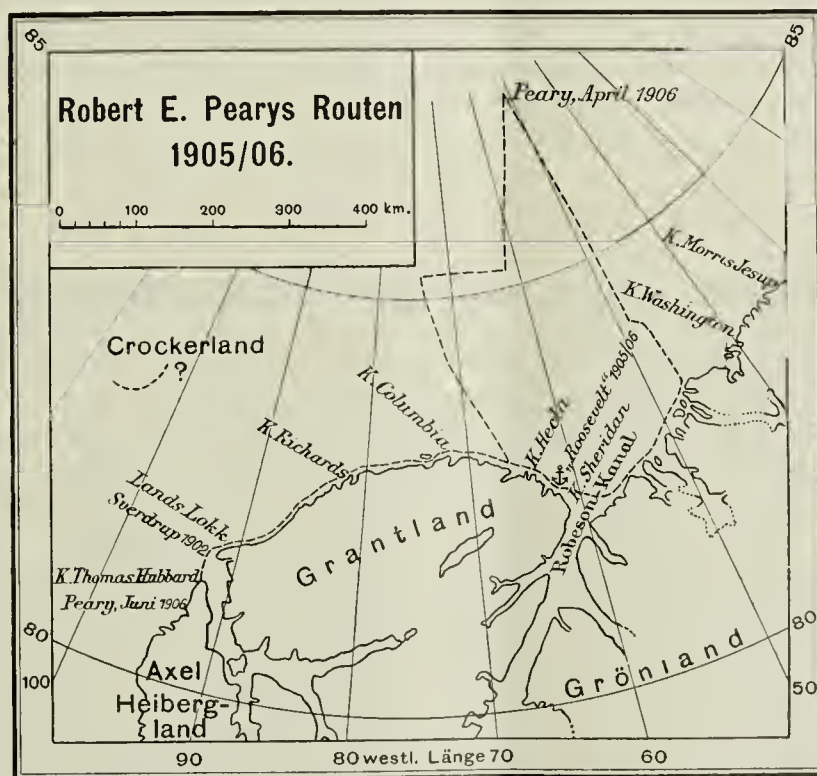 85
85
Robert E. Pearys Routen
1905/06.
0 100 200 300 400 km.
Peary, April 1906
K. Morris Jesup
K. Washington
Crockerland
?
K. Columbia
K. Richards
K. Hecla
„Roosevelt“ 1905/06
K. Sheridan
Robeson-Kanal
Lands Lokk
Sverdrup 1902
Grantland
K. Thomas Hubbard
Peary, Juni 1906
80
80
100
50
Axel
Heiberg-
land
Grönland
90
80 westl. Länge 70
60